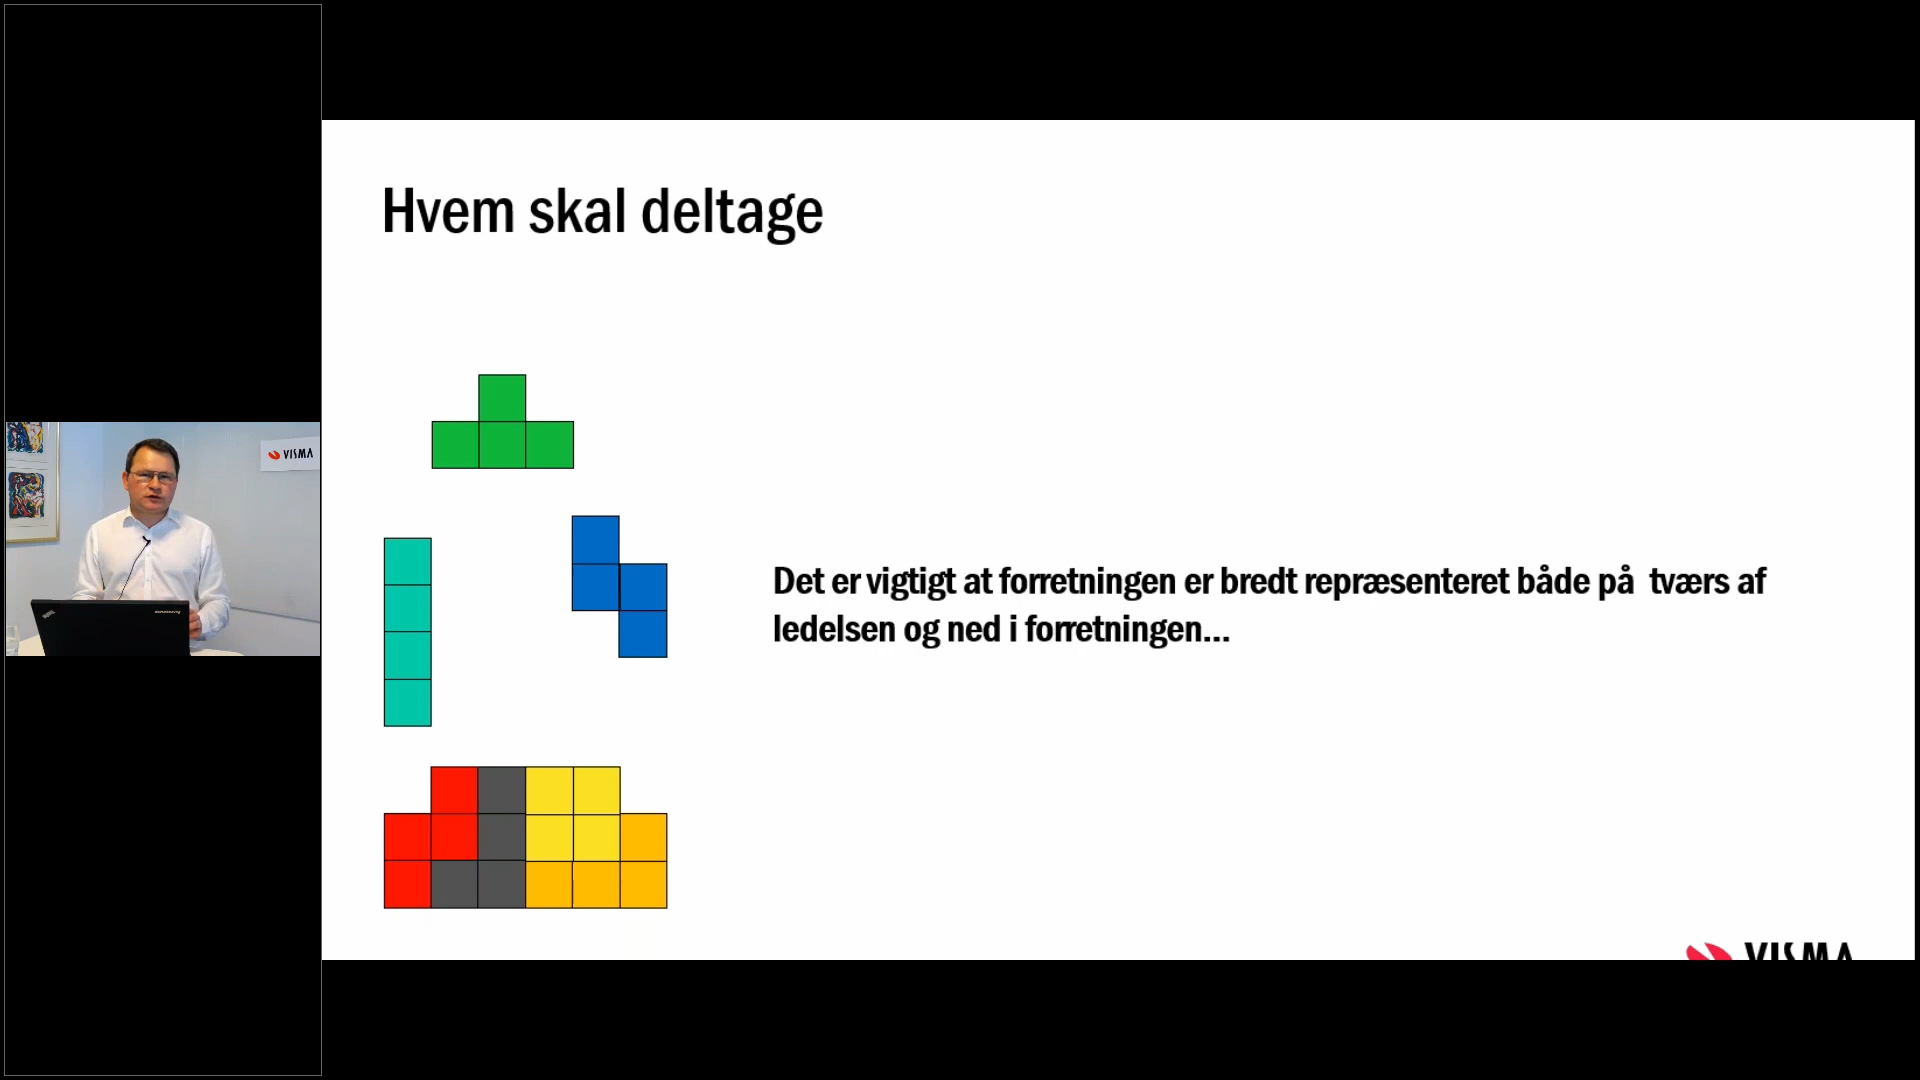 Hvem skal deltage
VISMA
Det er vigtigt at forretningen er bredt repræsenteret både på tværs af
ledelsen og ned i forretningen...
VISMA